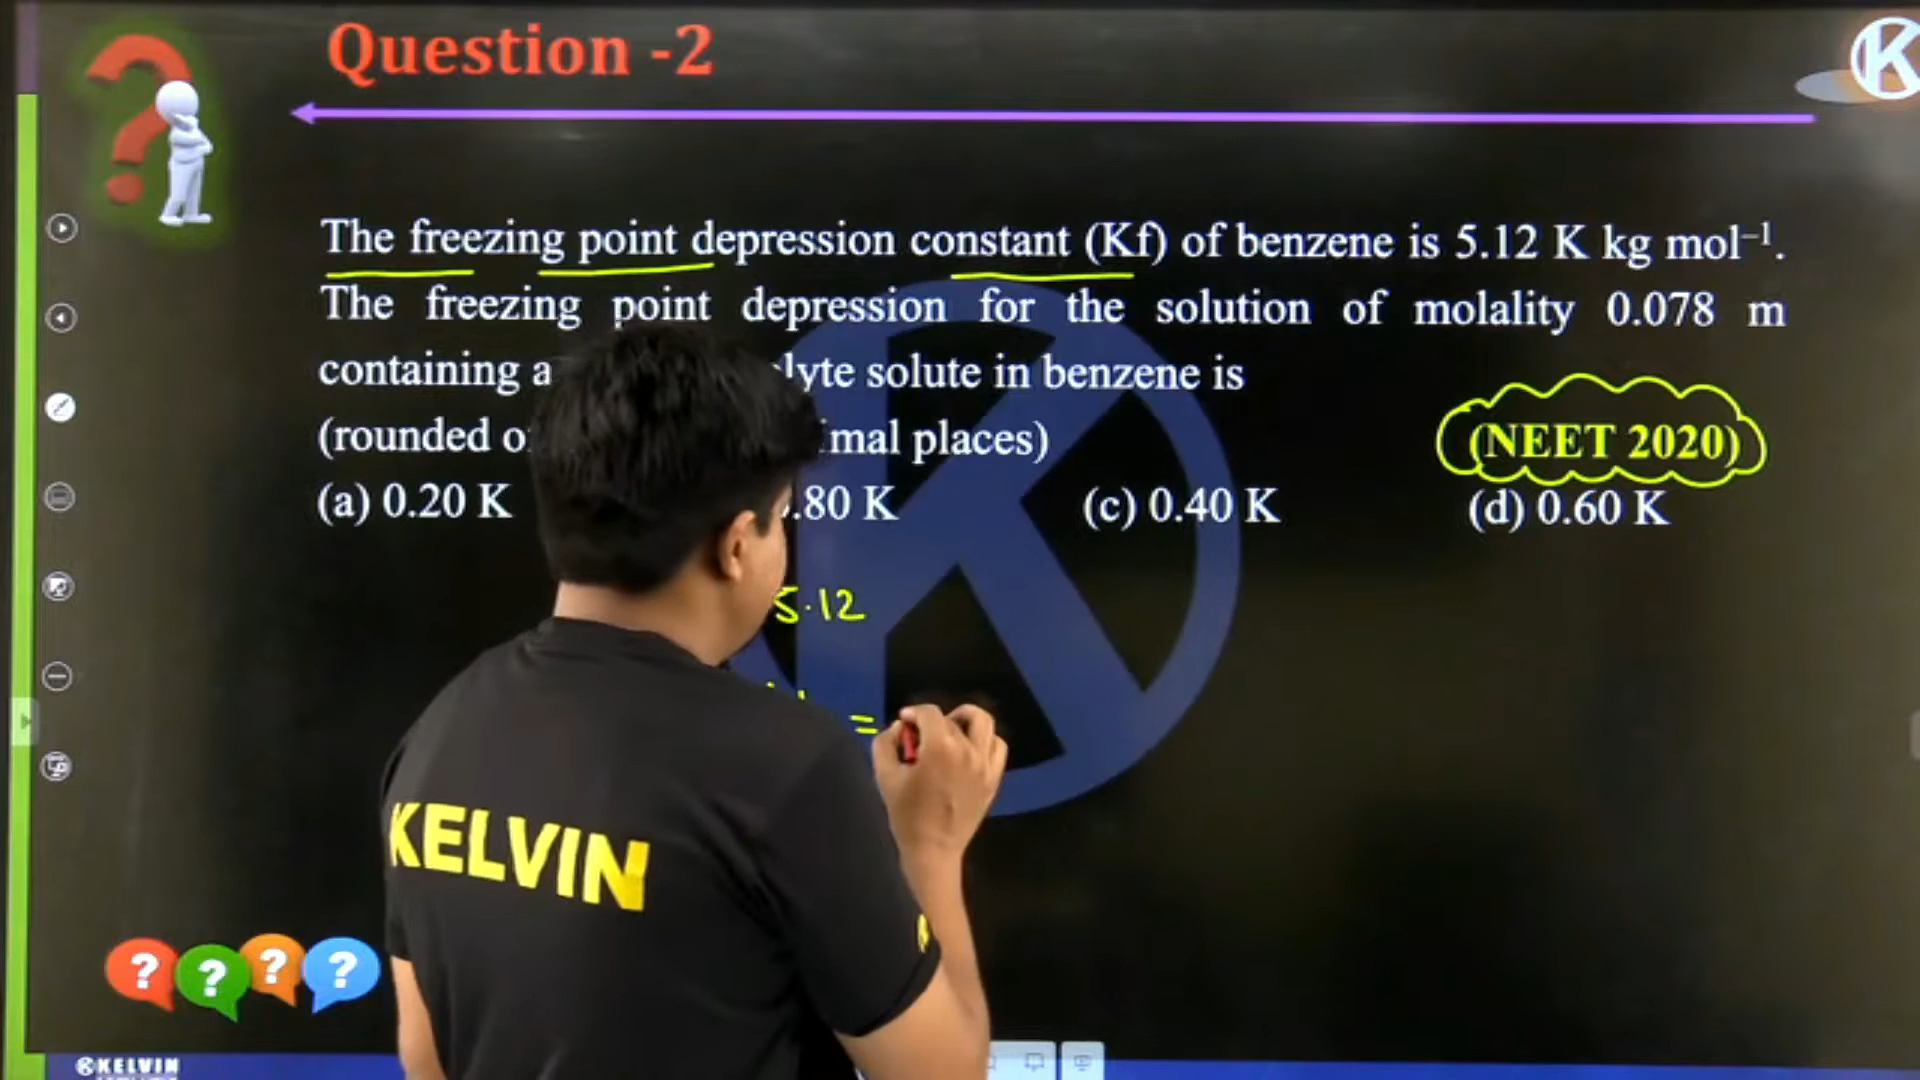 Question -2
The freezing point depression constant (Kf) of benzene is 5.12 K kg mol⁻¹.
The freezing point depression for the solution of molality 0.078 m
containing a lyte solute in benzene is
(rounded o imal places)
(NEET 2020)
(a) 0.20 K .80 K (c) 0.40 K (d) 0.60 K
5.12
=
KELVIN
? ? ? ?
KELVIN